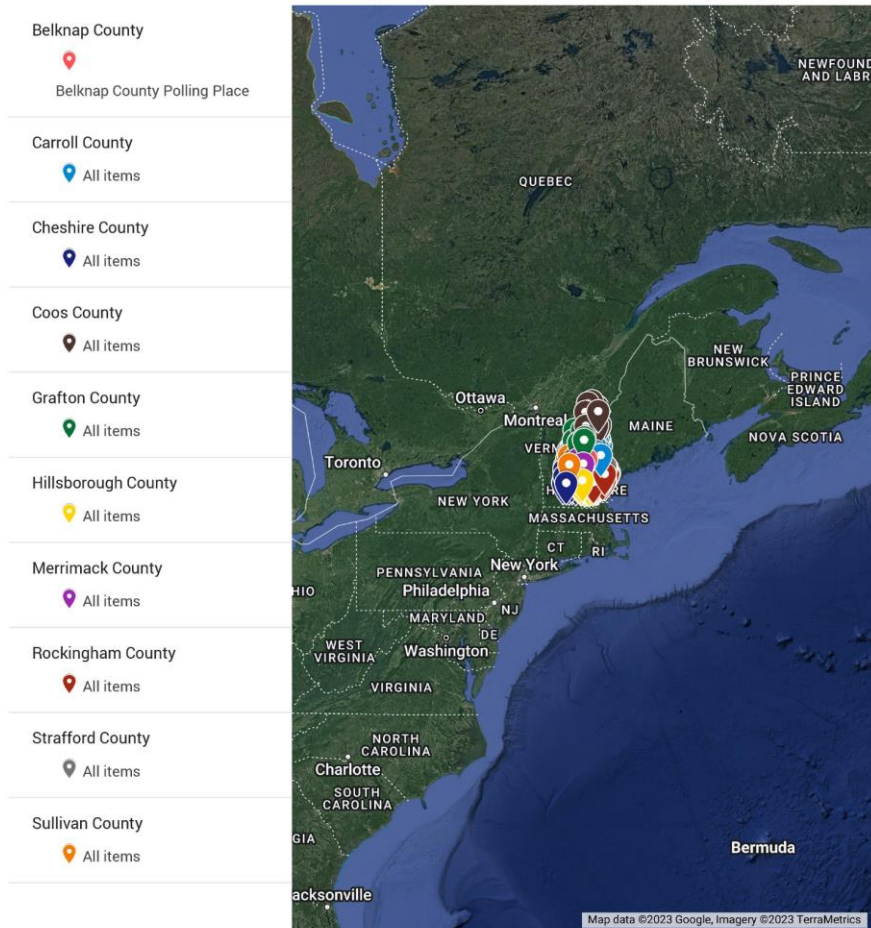 Belknap County
Belknap County Polling Place
Carroll County
All items
Cheshire County
All items
Coos County
All items
Grafton County
All items
Hillsborough County
All items
Merrimack County
All items
Rockingham County
All items
Strafford County
All items
Sullivan County
All items
NEWFOUND
AND LABR
QUEBEC
NEW
BRUNSWICK
PRINCE
EDWARD
ISLAND
Ottawa
Montreal
MAINE
NOVA SCOTIA
VERM
Toronto
NEW YORK
H
RE
MASSACHUSETTS
CT
RI
PENNSYLVANIA
New York
HIO
Philadelphia
NJ
MARYLAND
DE
WEST
VIRGINIA
Washington
VIRGINIA
NORTH
CAROLINA
Charlotte
SOUTH
CAROLINA
GIA
Bermuda
acksonville
Map data ©2023 Google, Imagery ©2023 TerraMetrics